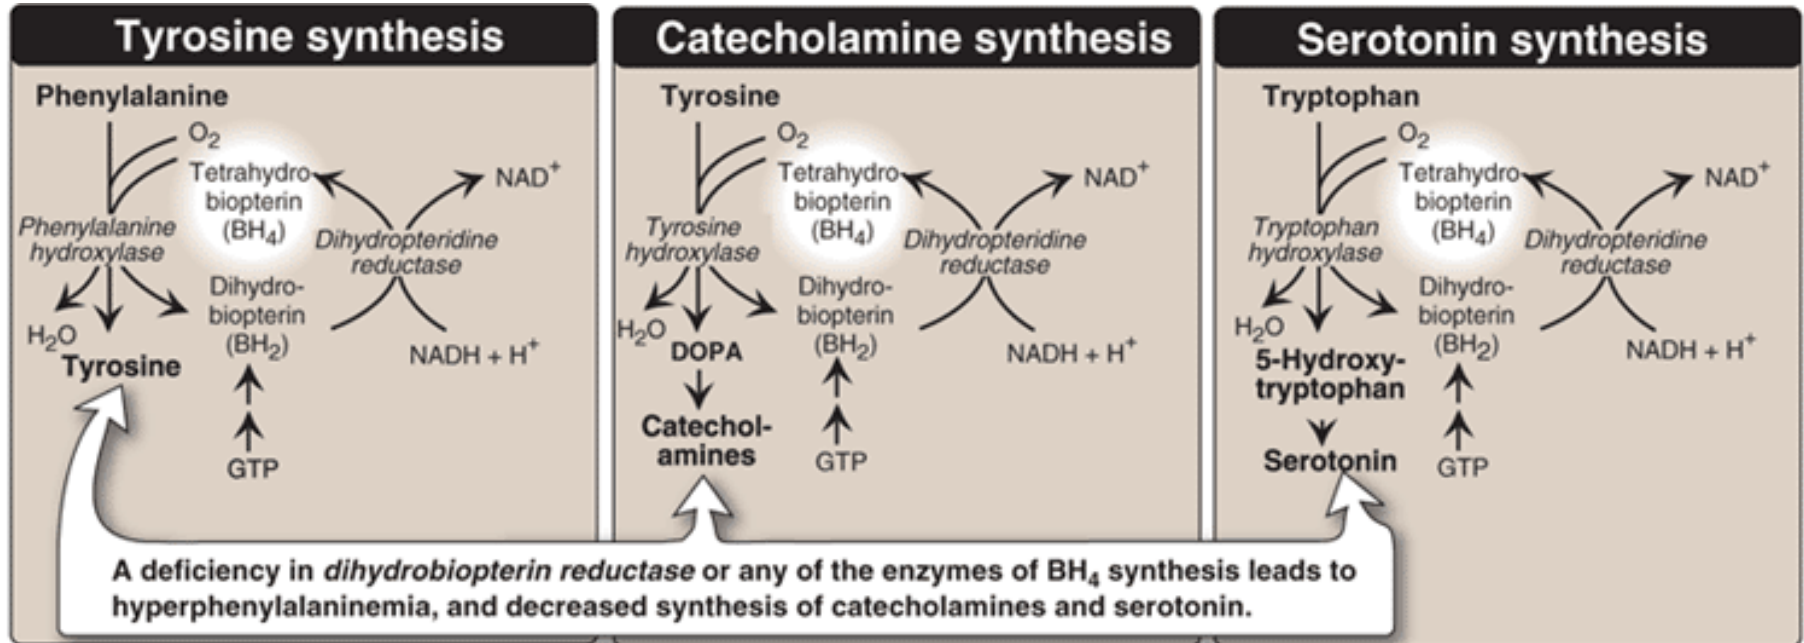 Tyrosine synthesis
Phenylalanine
O2
Tetrahydro-
biopterin
(BH4)
NAD+
Phenylalanine
hydroxylase
Dihydropteridine
reductase
Dihydro-
biopterin
(BH2)
H2O
Tyrosine
NADH + H+
GTP
Catecholamine synthesis
Tyrosine
O2
Tetrahydro-
biopterin
(BH4)
NAD+
Tyrosine
hydroxylase
Dihydropteridine
reductase
Dihydro-
biopterin
(BH2)
H2O
DOPA
NADH + H+
Catechol-
amines
GTP
Serotonin synthesis
Tryptophan
O2
Tetrahydro-
biopterin
(BH4)
NAD+
Tryptophan
hydroxylase
Dihydropteridine
reductase
Dihydro-
biopterin
(BH2)
H2O
5-Hydroxy-
tryptophan
NADH + H+
Serotonin
GTP
A deficiency in dihydrobiopterin reductase or any of the enzymes of BH4 synthesis leads to
hyperphenylalaninemia, and decreased synthesis of catecholamines and serotonin.